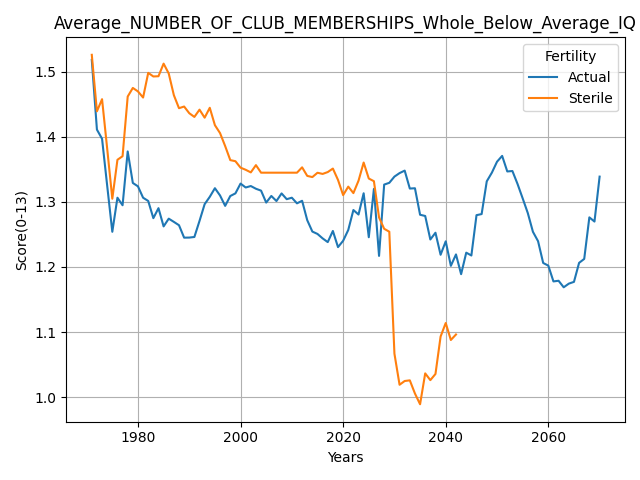 Average_NUMBER_OF_CLUB_MEMBERSHIPS_Whole_Below_Average_IQ
Fertility
Actual
Sterile
Score(0-13)
1.5
1.4
1.3
1.2
1.1
1.0
1980 2000 2020 2040 2060
Years